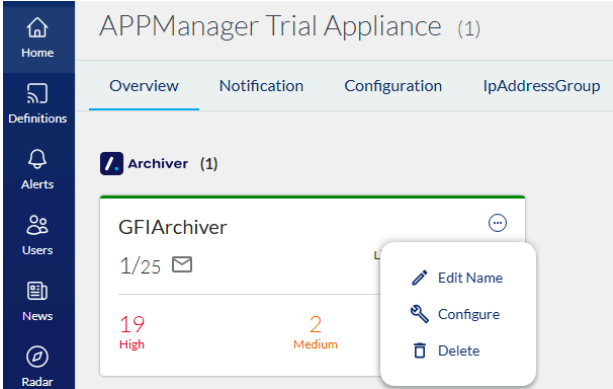 Home
Definitions
Alerts
Users
News
Radar
APPManager Trial Appliance (1)
Overview Notification Configuration IpAddressGroup
Archiver (1)
GFIArchiver
1/25
19 2
High Medium
Edit Name
Configure
Delete